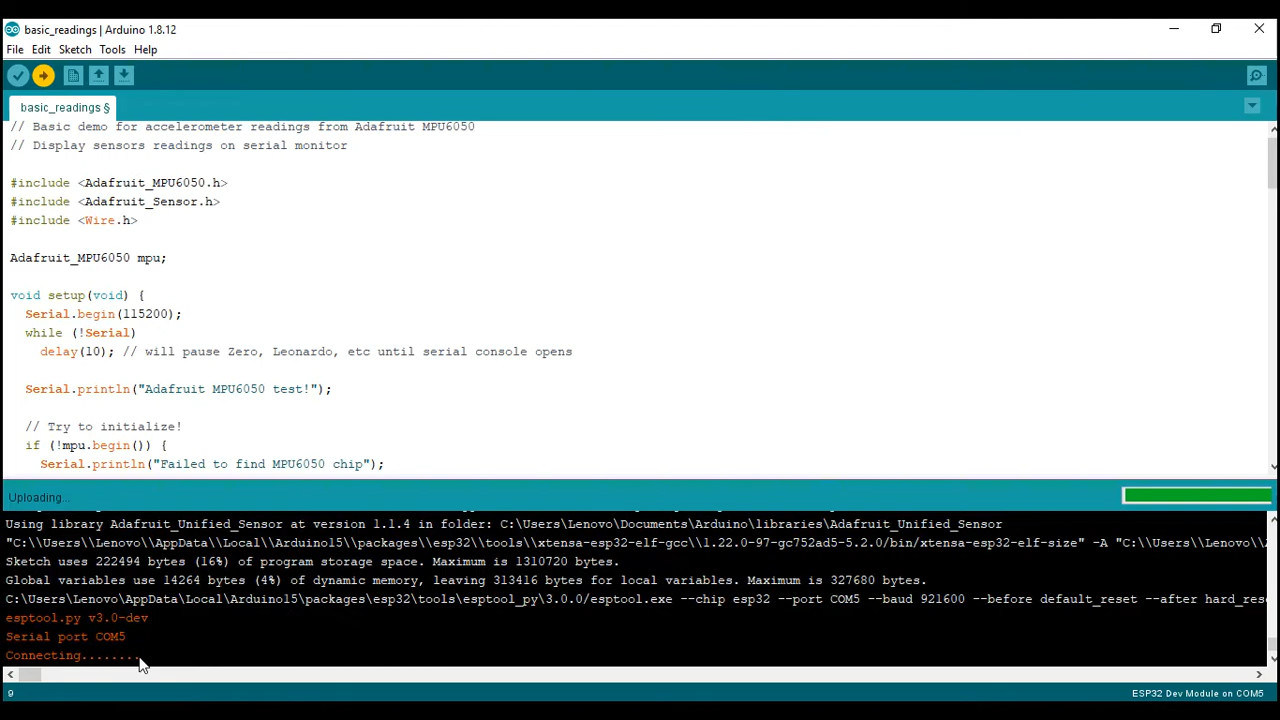 basic_readings | Arduino 1.8.12
File Edit Sketch Tools Help
basic_readings §
// Basic demo for accelerometer readings from Adafruit MPU6050
// Display sensors readings on serial monitor
#include <Adafruit_MPU6050.h>
#include <Adafruit_Sensor.h>
#include <Wire.h>
Adafruit_MPU6050 mpu;
void setup(void) {
Serial.begin(115200);
while (!Serial)
delay(10); // will pause Zero, Leonardo, etc until serial console opens
Serial.println("Adafruit MPU6050 test!");
// Try to initialize!
if (!mpu.begin()) {
Serial.println("Failed to find MPU6050 chip");
Uploading...
Using library Adafruit_Unified_Sensor at version 1.1.4 in folder: C:\Users\Lenovo\Documents\Arduino\libraries\Adafruit_Unified_Sensor
"C:\\Users\\Lenovo\\AppData\\Local\\Arduino15\\packages\\esp32\\tools\\xtensa-esp32-elf-gcc\\1.22.0-97-gc752ad5-5.2.0/bin/xtensa-esp32-elf-size" -A "C:\\Users\\Lenovo\\
Sketch uses 222494 bytes (16%) of program storage space. Maximum is 1310720 bytes.
Global variables use 14264 bytes (4%) of dynamic memory, leaving 313416 bytes for local variables. Maximum is 327680 bytes.
C:\Users\Lenovo\AppData\Local\Arduino15\packages\esp32\tools\esptool_py\3.0.0/esptool.exe --chip esp32 --port COM5 --baud 921600 --before default_reset --after hard_res
esptool.py v3.0-dev
Serial port COM5
Connecting........
9
ESP32 Dev Module on COM5